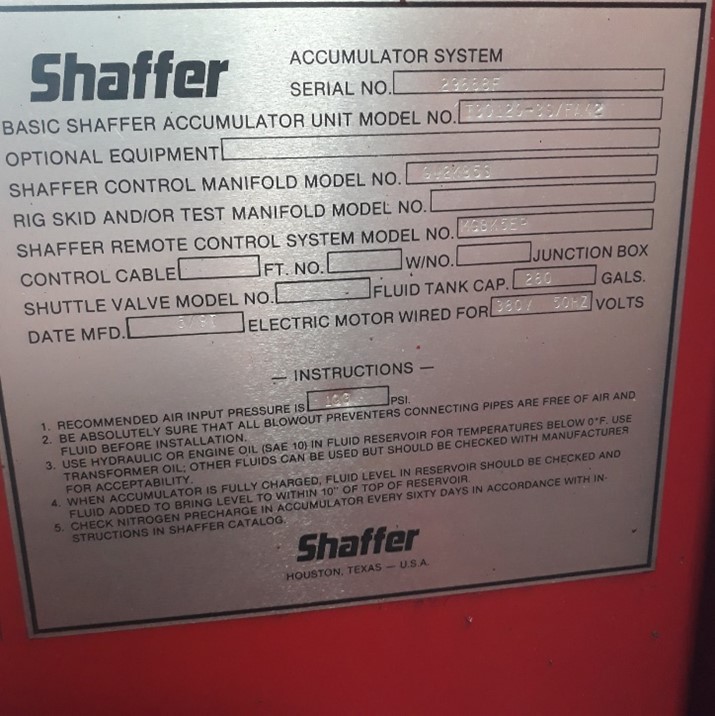 Shaffer
ACCUMULATOR SYSTEM
SERIAL NO.
BASIC SHAFFER ACCUMULATOR UNIT MODEL NO.
OPTIONAL EQUIPMENT
SHAFFER CONTROL MANIFOLD MODEL NO.
RIG SKID AND/OR TEST MANIFOLD MODEL NO.
SHAFFER REMOTE CONTROL SYSTEM MODEL NO.
CONTROL CABLE FT. NO. W/NO. JUNCTION BOX
SHUTTLE VALVE MODEL NO. FLUID TANK CAP. 280 GALS.
DATE MFD. ELECTRIC MOTOR WIRED FOR 380/ 50HZ VOLTS
— INSTRUCTIONS —
1. RECOMMENDED AIR INPUT PRESSURE IS PSI.
2. BE ABSOLUTELY SURE THAT ALL BLOWOUT PREVENTERS CONNECTING PIPES ARE FREE OF AIR AND
FLUID BEFORE INSTALLATION.
3. USE HYDRAULIC OR ENGINE OIL (SAE 10) IN FLUID RESERVOIR FOR TEMPERATURES BELOW 0°F. USE
TRANSFORMER OIL; OTHER FLUIDS CAN BE USED BUT SHOULD BE CHECKED WITH MANUFACTURER
FOR ACCEPTABILITY.
4. WHEN ACCUMULATOR IS FULLY CHARGED, FLUID LEVEL IN RESERVOIR SHOULD BE CHECKED AND
FLUID ADDED TO BRING LEVEL TO WITHIN 10" OF TOP OF RESERVOIR.
5. CHECK NITROGEN PRECHARGE IN ACCUMULATOR EVERY SIXTY DAYS IN ACCORDANCE WITH IN-
STRUCTIONS IN SHAFFER CATALOG.
Shaffer
HOUSTON, TEXAS — U.S.A.